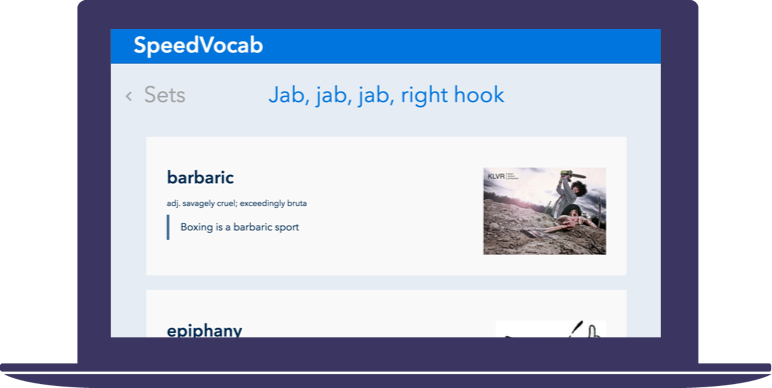 SpeedVocab
‹ Sets
Jab, jab, jab, right hook
barbaric
KLVR
adj. savagely cruel; exceedingly bruta
Boxing is a barbaric sport
epiphany